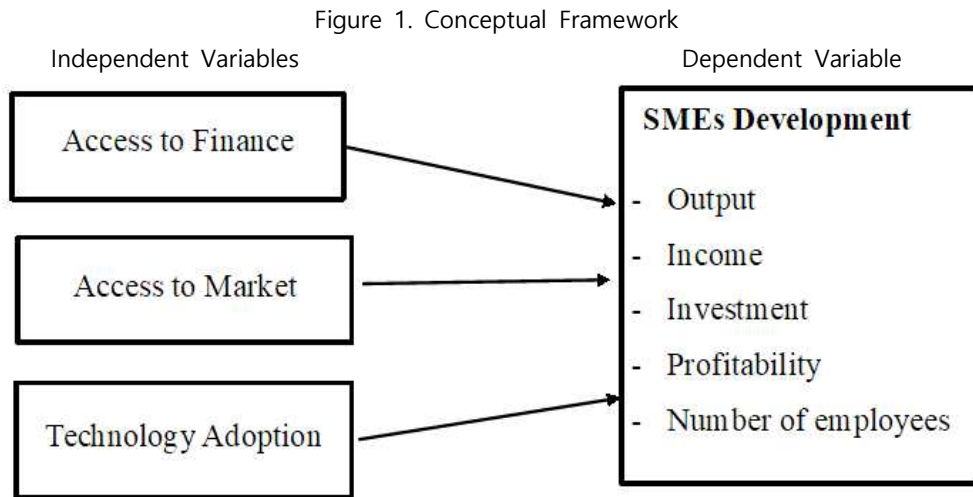 Figure 1. Conceptual Framework
Independent Variables
Dependent Variable
Access to Finance
Access to Market
Technology Adoption
SMEs Development
- Output
- Income
- Investment
- Profitability
- Number of employees